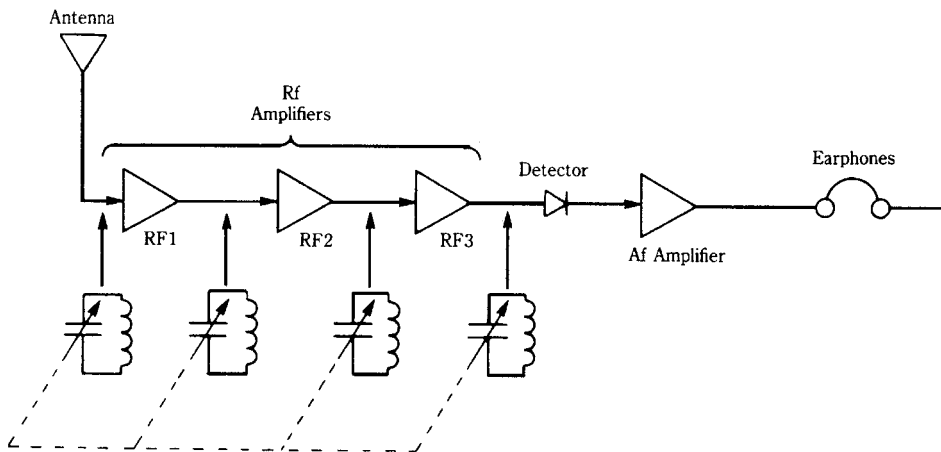 Antenna
Rf
Amplifiers
Detector
Earphones
RF1
RF2
RF3
Af Amplifier